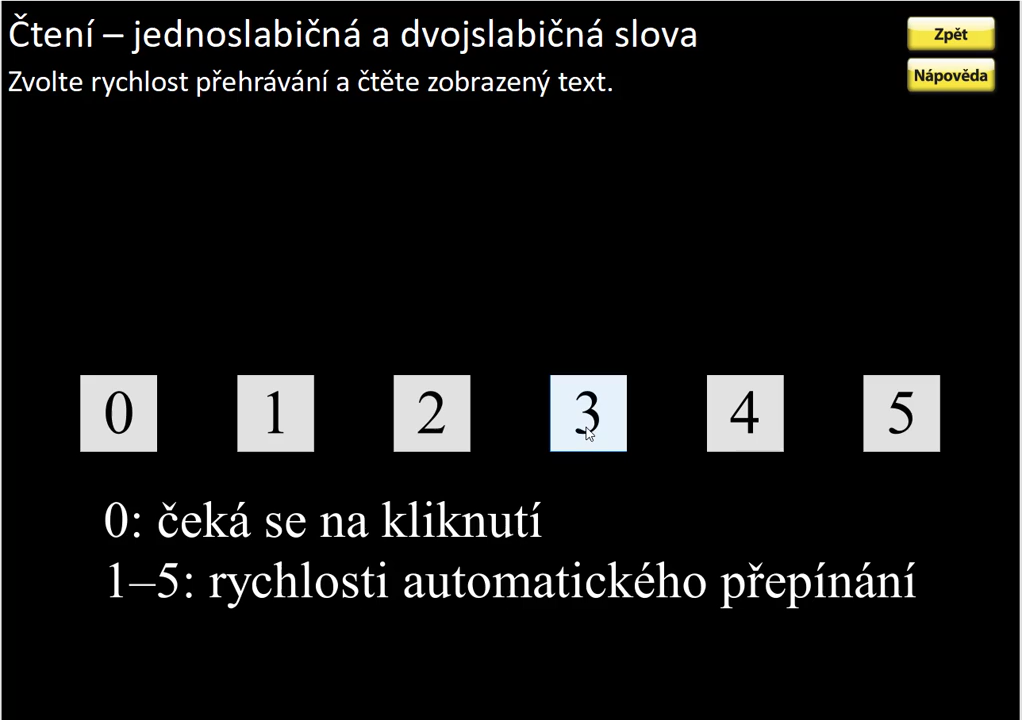 Čtení – jednoslabičná a dvojslabičná slova
Zpět
Zvolte rychlost přehrávání a čtěte zobrazený text.
Nápověda
0 1 2 3 4 5
0: čeká se na kliknutí
1–5: rychlosti automatického přepínání